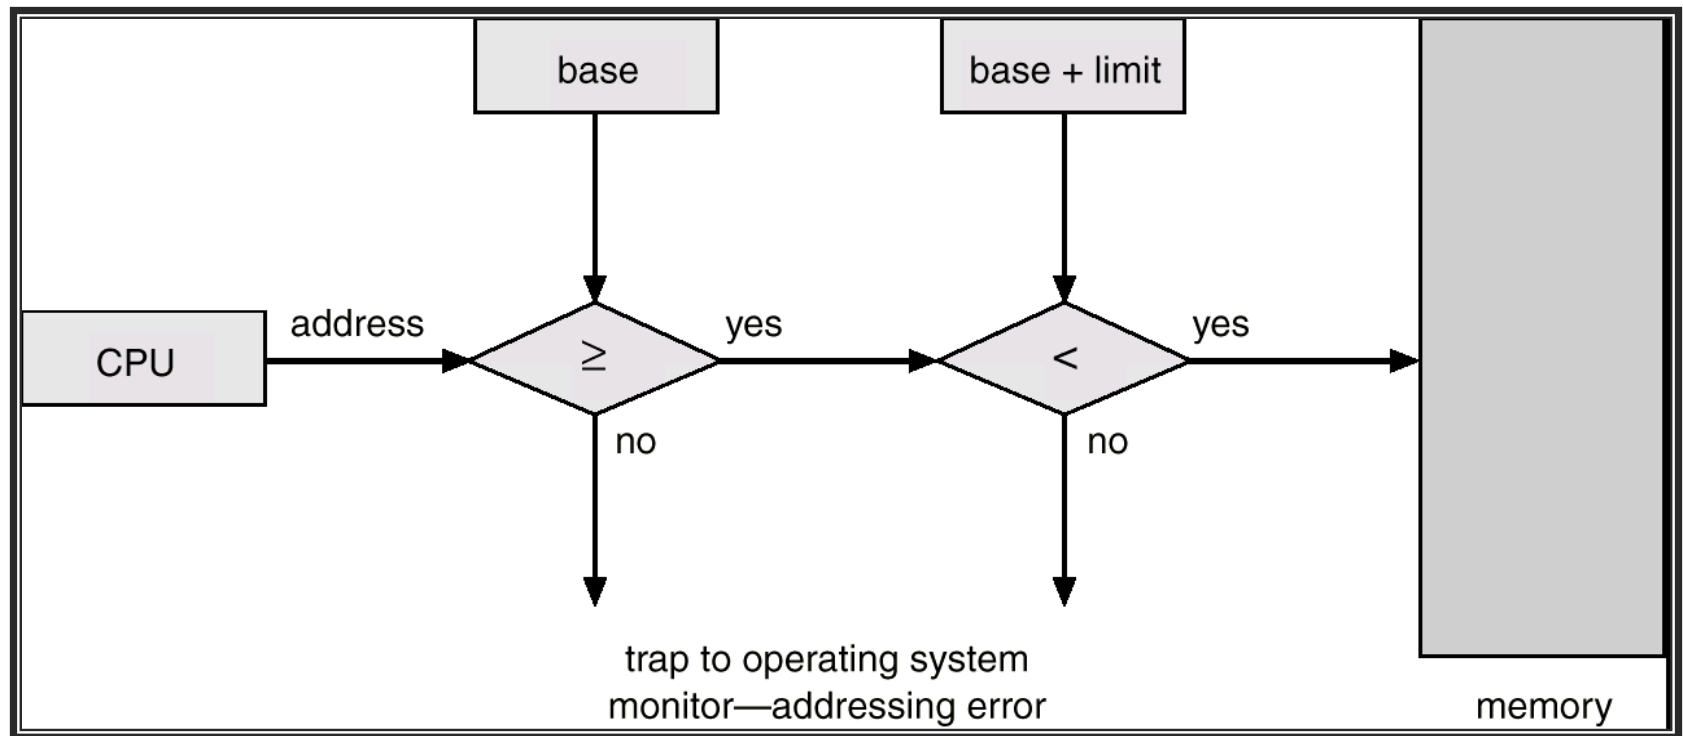 base
base + limit
address
yes
yes
CPU
≥
<
no
no
trap to operating system
monitor—addressing error
memory